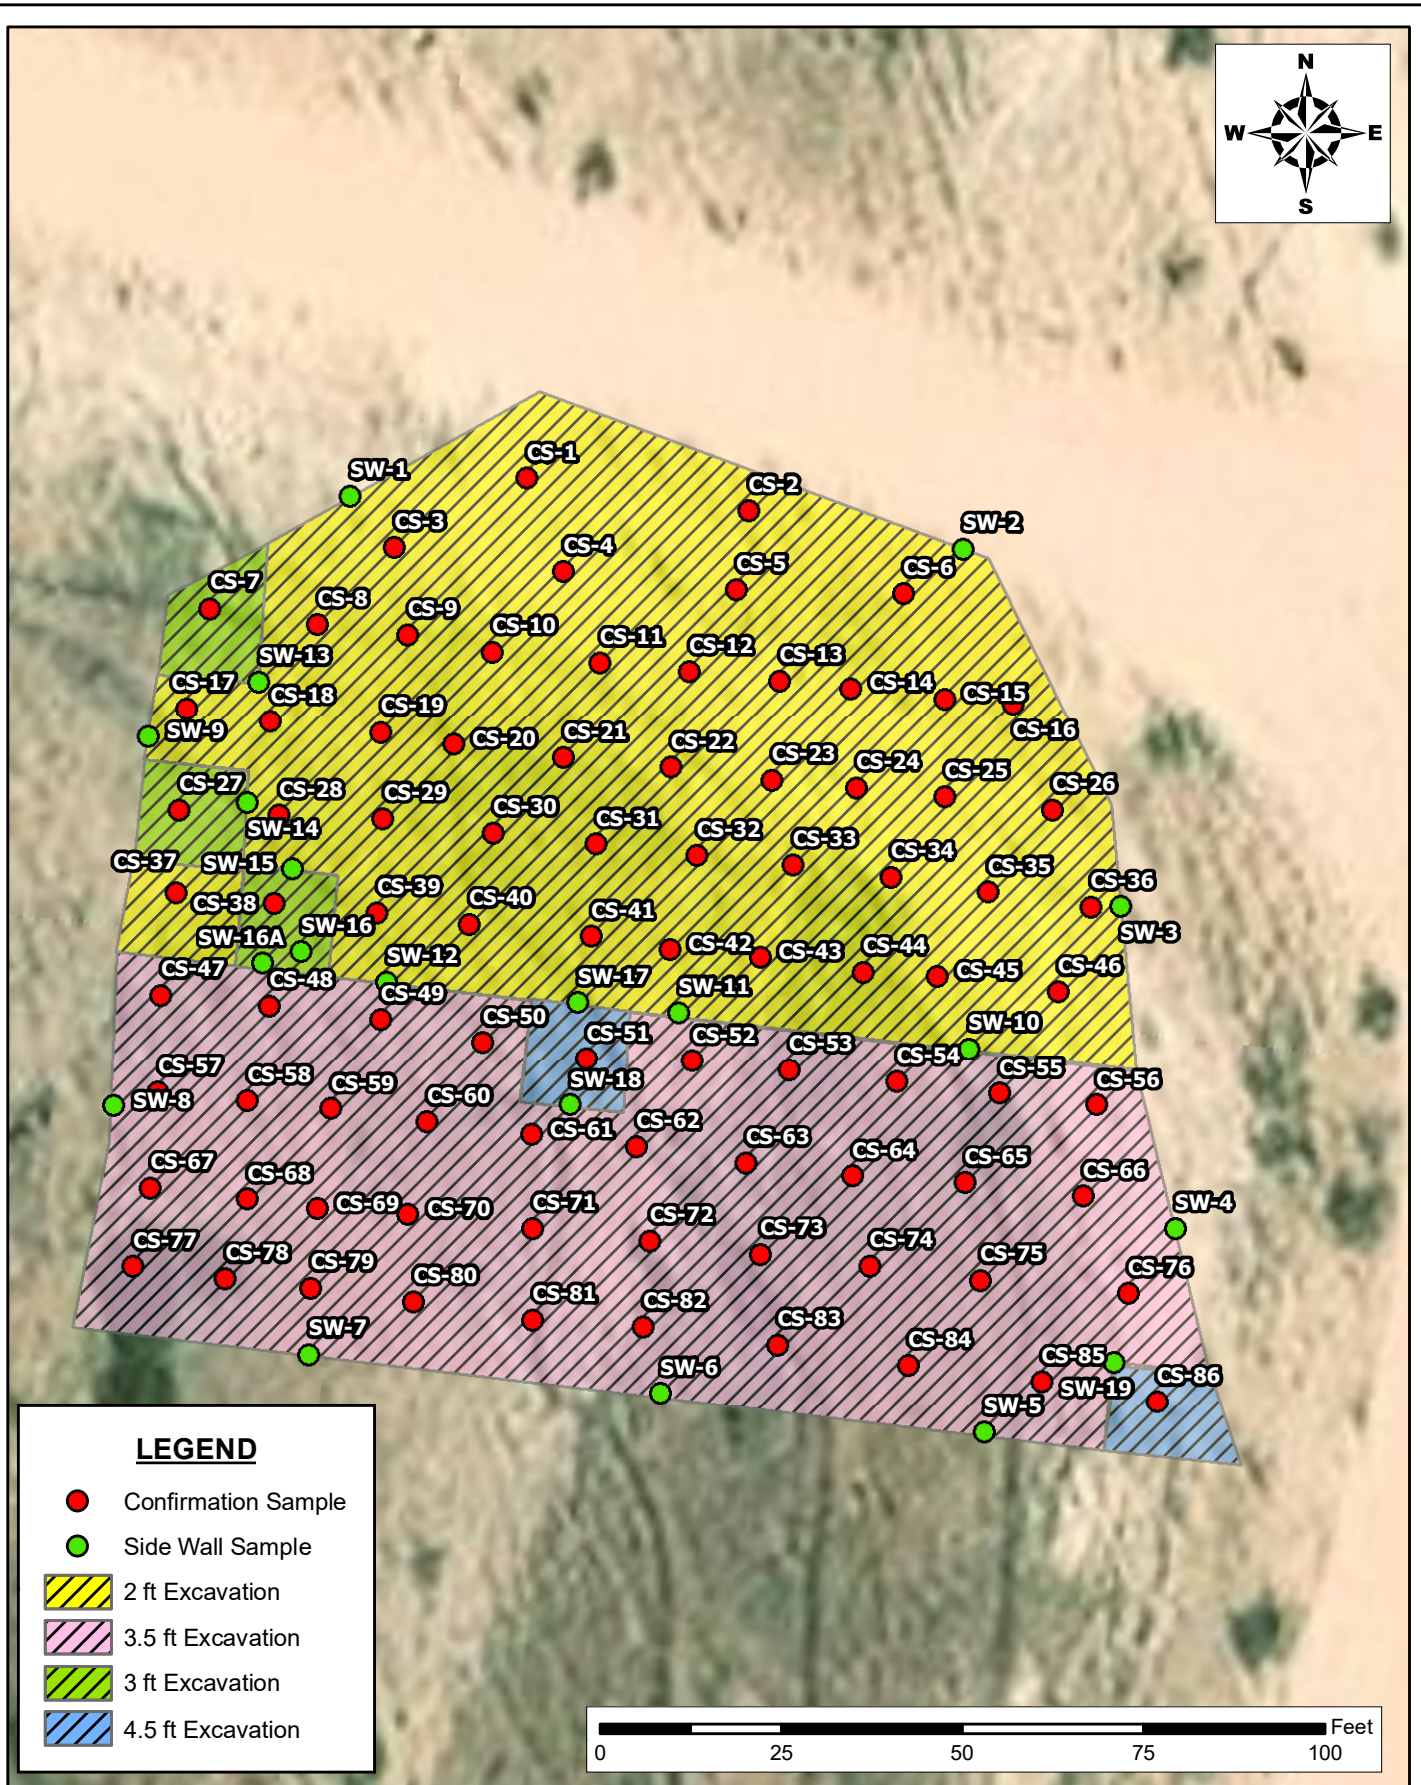 N
W E
S
CS-1
SW-1
CS-2
CS-3
SW-2
CS-4
CS-5
CS-6
CS-7
CS-8
CS-9
CS-10
CS-11
CS-12
SW-13
CS-13
CS-17
CS-14
CS-18
CS-15
CS-19
CS-16
SW-9
CS-20
CS-21
CS-22
CS-23
CS-24
CS-25
CS-26
CS-27
CS-28
CS-29
CS-30
CS-31
SW-14
CS-32
CS-33
CS-34
CS-37
SW-15
CS-35
CS-36
CS-38
CS-39
CS-40
CS-41
SW-16
SW-3
SW-16A
CS-42
CS-43
CS-44
SW-12
CS-45
CS-46
CS-47
CS-48
SW-17
SW-11
CS-49
CS-50
SW-10
CS-51
CS-52
CS-53
CS-54
CS-55
CS-57
CS-58
CS-59
SW-18
CS-56
SW-8
CS-60
CS-61
CS-62
CS-63
CS-64
CS-65
CS-67
CS-68
CS-66
CS-69
CS-70
CS-71
CS-72
SW-4
CS-77
CS-78
CS-73
CS-74
CS-75
CS-79
CS-80
CS-76
CS-81
CS-82
SW-7
CS-83
CS-84
CS-85
SW-6
SW-19
CS-86
SW-5
LEGEND
Confirmation Sample
Side Wall Sample
2 ft Excavation
3.5 ft Excavation
3 ft Excavation
4.5 ft Excavation
Feet
0 25 50 75 100